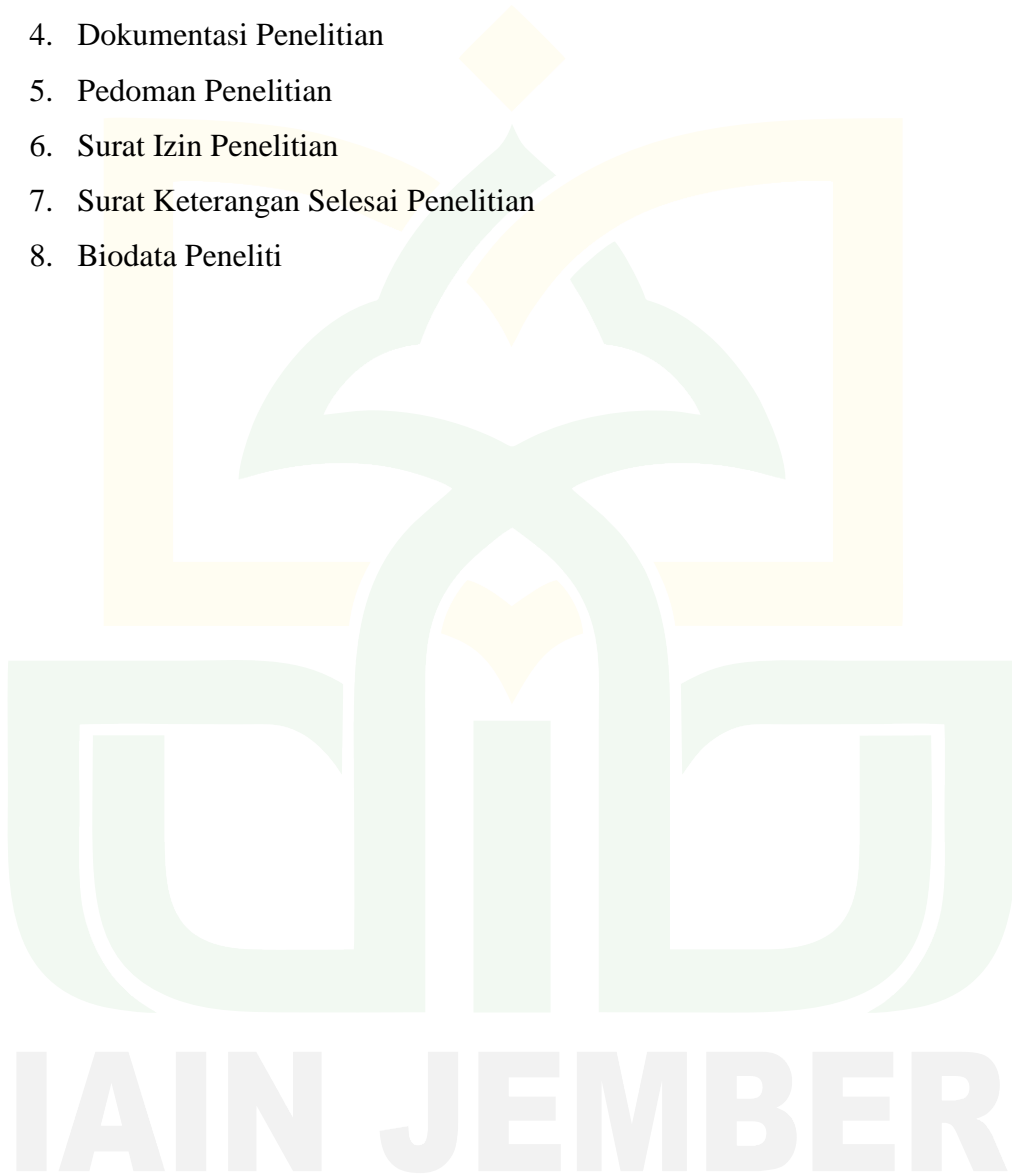 4. Dokumentasi Penelitian
5. Pedoman Penelitian
6. Surat Izin Penelitian
7. Surat Keterangan Selesai Penelitian
8. Biodata Peneliti
IAIN JEMBER